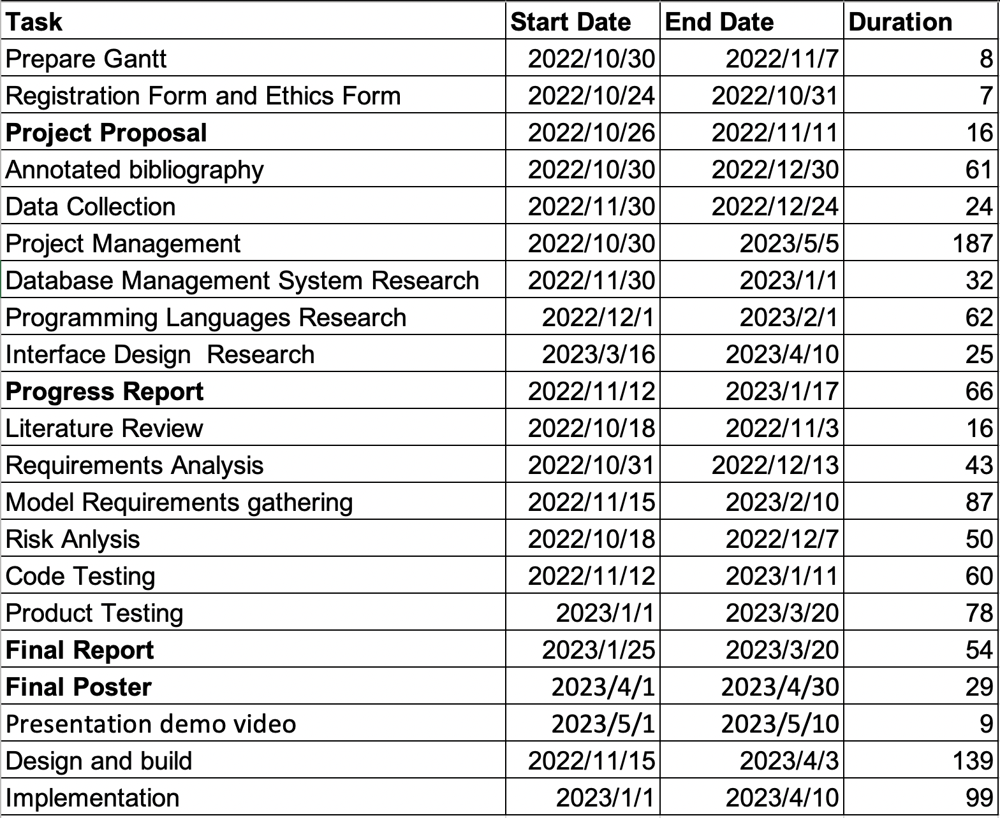 Task Start Date End Date Duration
Prepare Gantt 2022/10/30 2022/11/7 8
Registration Form and Ethics Form 2022/10/24 2022/10/31 7
Project Proposal 2022/10/26 2022/11/11 16
Annotated bibliography 2022/10/30 2022/12/30 61
Data Collection 2022/11/30 2022/12/24 24
Project Management 2022/10/30 2023/5/5 187
Database Management System Research 2022/11/30 2023/1/1 32
Programming Languages Research 2022/12/1 2023/2/1 62
Interface Design  Research 2023/3/16 2023/4/10 25
Progress Report 2022/11/12 2023/1/17 66
Literature Review 2022/10/18 2022/11/3 16
Requirements Analysis 2022/10/31 2022/12/13 43
Model Requirements gathering 2022/11/15 2023/2/10 87
Risk Anlysis 2022/10/18 2022/12/7 50
Code Testing 2022/11/12 2023/1/11 60
Product Testing 2023/1/1 2023/3/20 78
Final Report 2023/1/25 2023/3/20 54
Final Poster 2023/4/1 2023/4/30 29
Presentation demo video 2023/5/1 2023/5/10 9
Design and build 2022/11/15 2023/4/3 139
Implementation 2023/1/1 2023/4/10 99